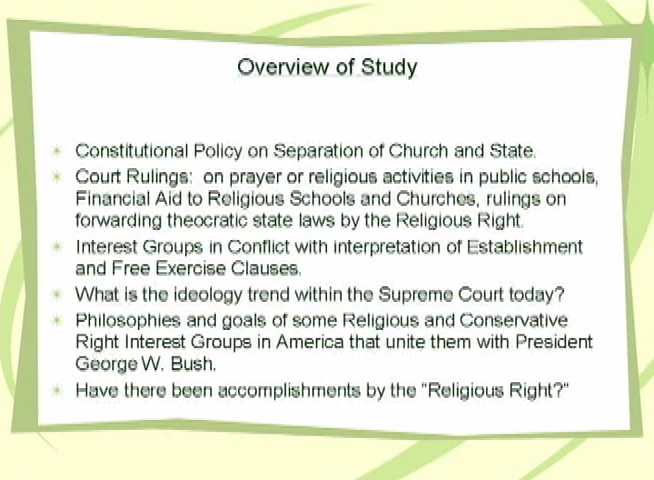 Overview of Study
Constitutional Policy on Separation of Church and State.
Court Rulings:  on prayer or religious activities in public schools,
Financial Aid to Religious Schools and Churches, rulings on
forwarding theocratic state laws by the Religious Right.
Interest Groups in Conflict with interpretation of Establishment
and Free Exercise Clauses.
What is the ideology trend within the Supreme Court today?
Philosophies and goals of some Religious and Conservative
Right Interest Groups in America that unite them with President
George W. Bush.
Have there been accomplishments by the "Religious Right?"